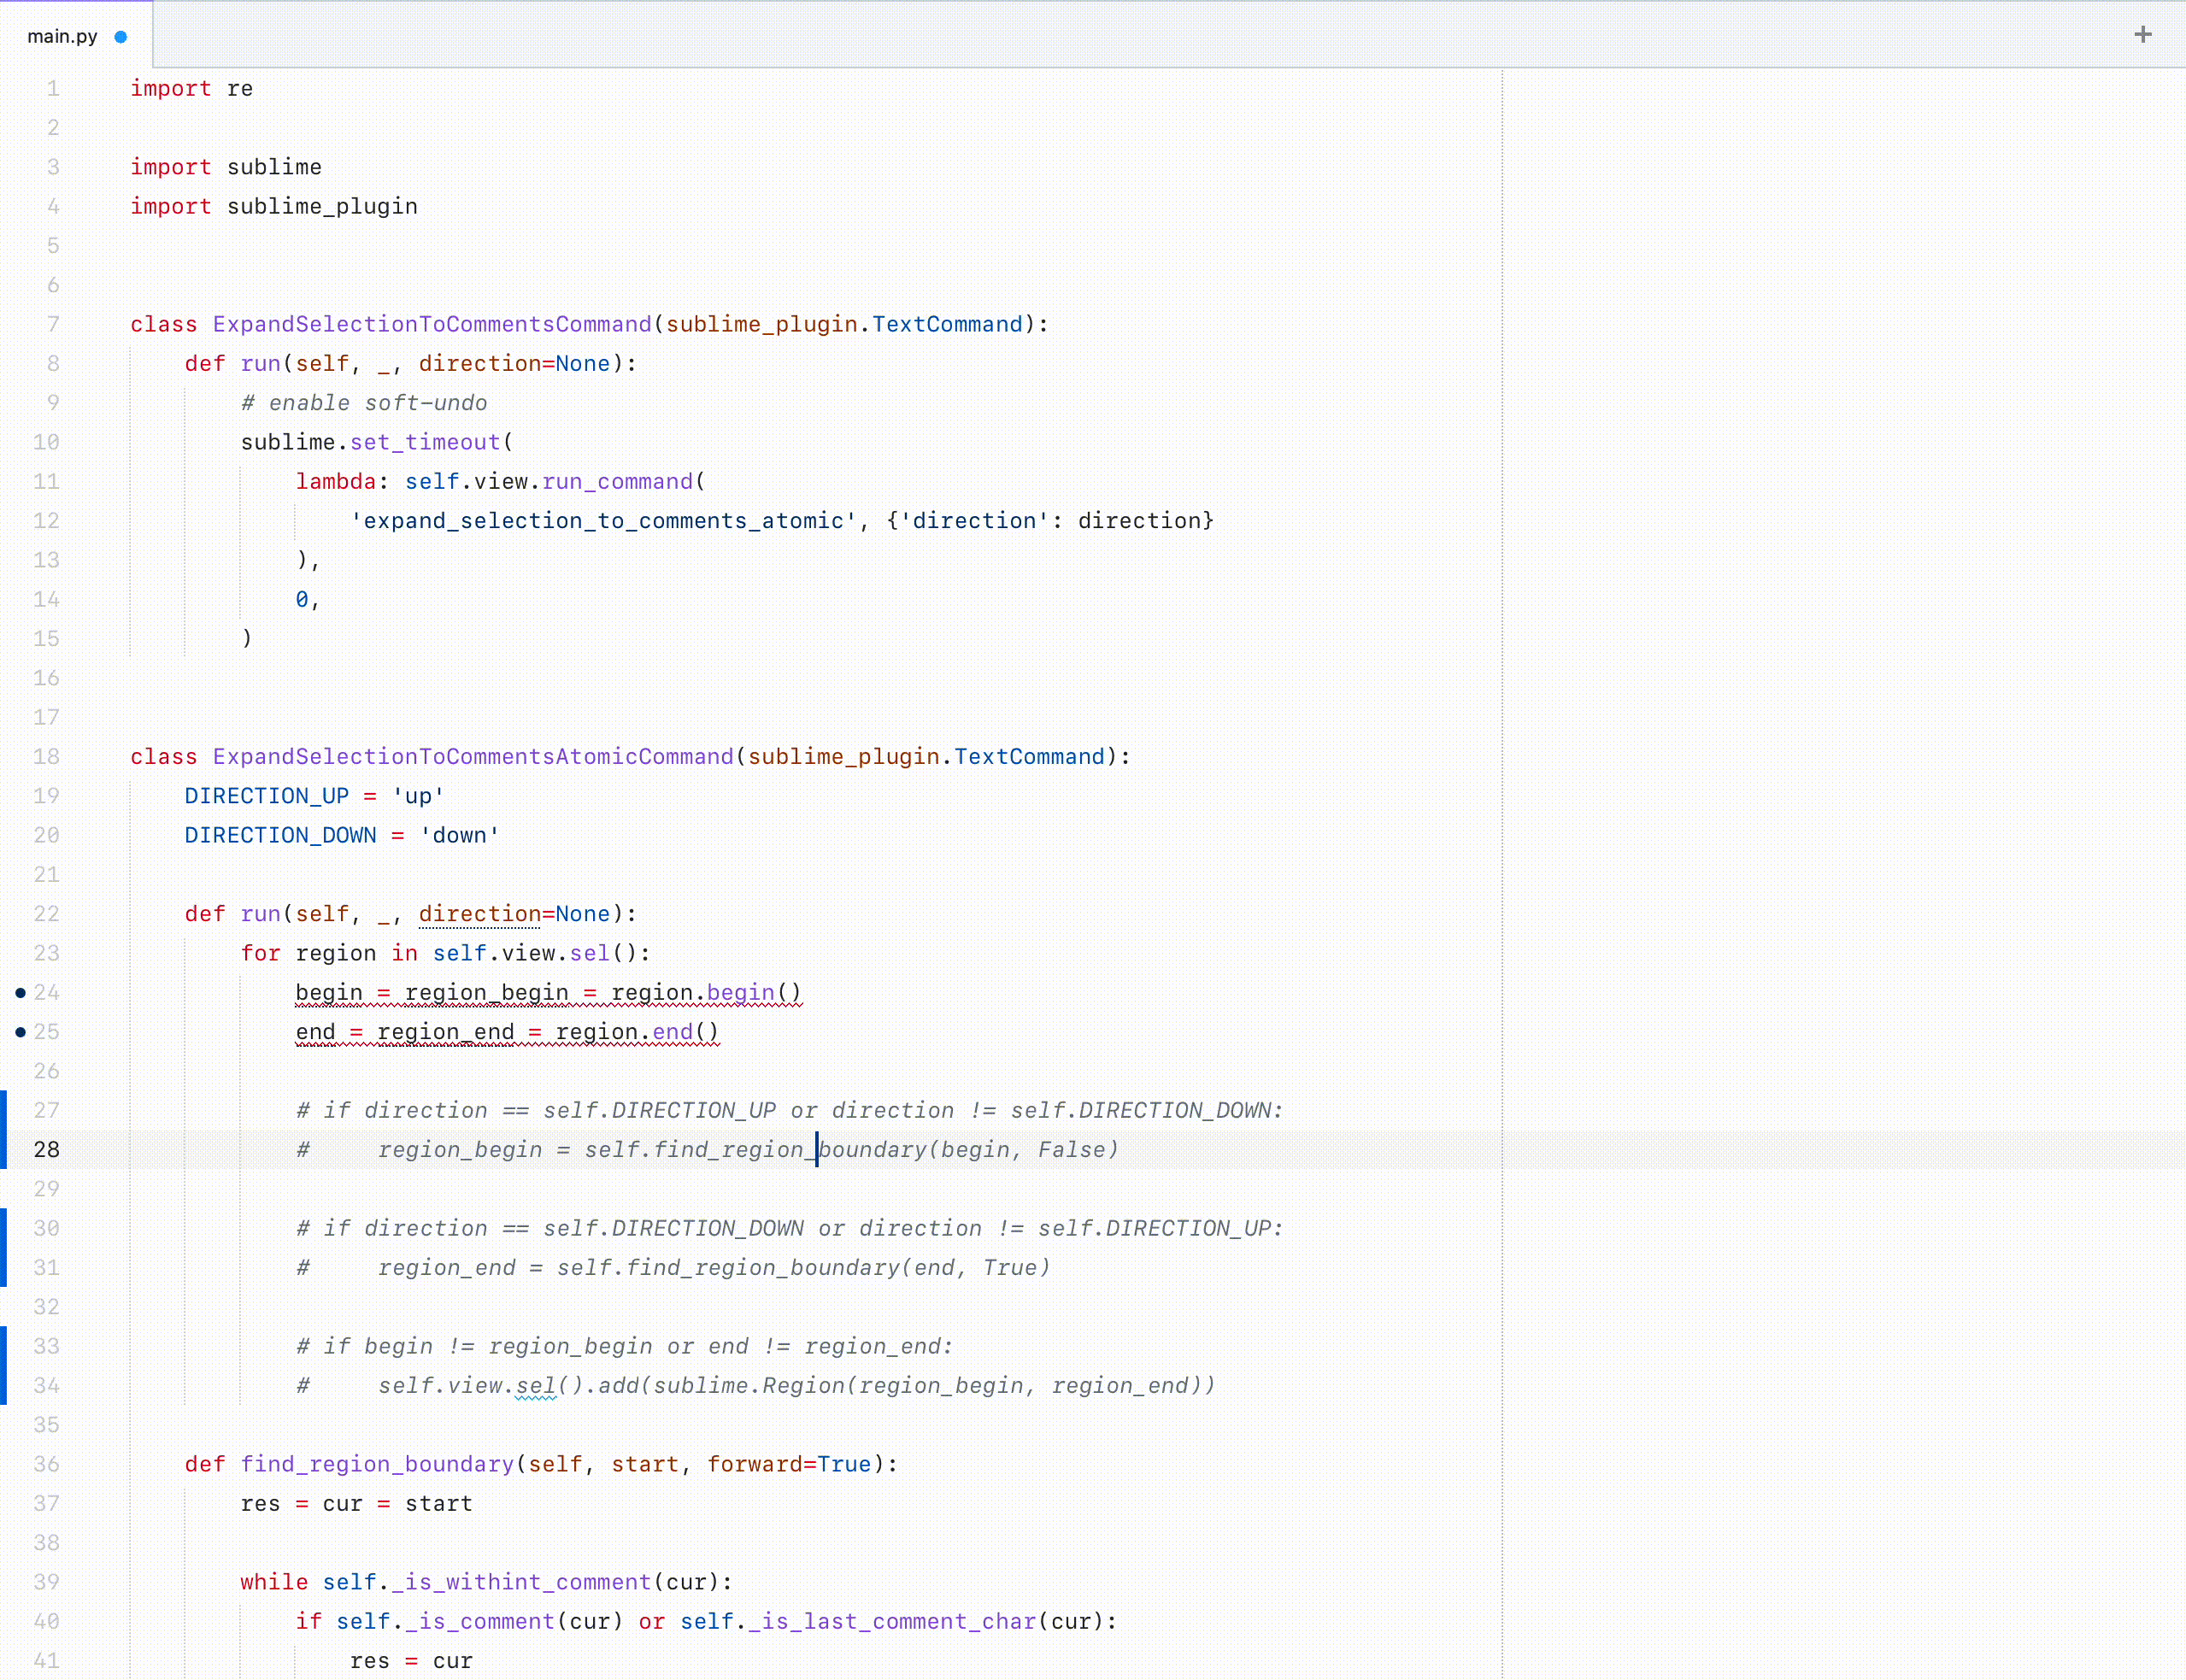 main.py
+
1 import re
2
3 import sublime
4 import sublime_plugin
5
6
7 class ExpandSelectionToCommentsCommand(sublime_plugin.TextCommand):
8     def run(self, _, direction=None):
9         # enable soft-undo
10         sublime.set_timeout(
11             lambda: self.view.run_command(
12                 'expand_selection_to_comments_atomic', {'direction': direction}
13             ),
14             0,
15         )
16
17
18 class ExpandSelectionToCommentsAtomicCommand(sublime_plugin.TextCommand):
19     DIRECTION_UP = 'up'
20     DIRECTION_DOWN = 'down'
21
22     def run(self, _, direction=None):
23         for region in self.view.sel():
24             begin = region_begin = region.begin()
25             end = region_end = region.end()
26
27             # if direction == self.DIRECTION_UP or direction != self.DIRECTION_DOWN:
28             #     region_begin = self.find_region_boundary(begin, False)
29
30             # if direction == self.DIRECTION_DOWN or direction != self.DIRECTION_UP:
31             #     region_end = self.find_region_boundary(end, True)
32
33             # if begin != region_begin or end != region_end:
34             #     self.view.sel().add(sublime.Region(region_begin, region_end))
35
36     def find_region_boundary(self, start, forward=True):
37         res = cur = start
38
39         while self._is_withint_comment(cur):
40             if self._is_comment(cur) or self._is_last_comment_char(cur):
41                 res = cur